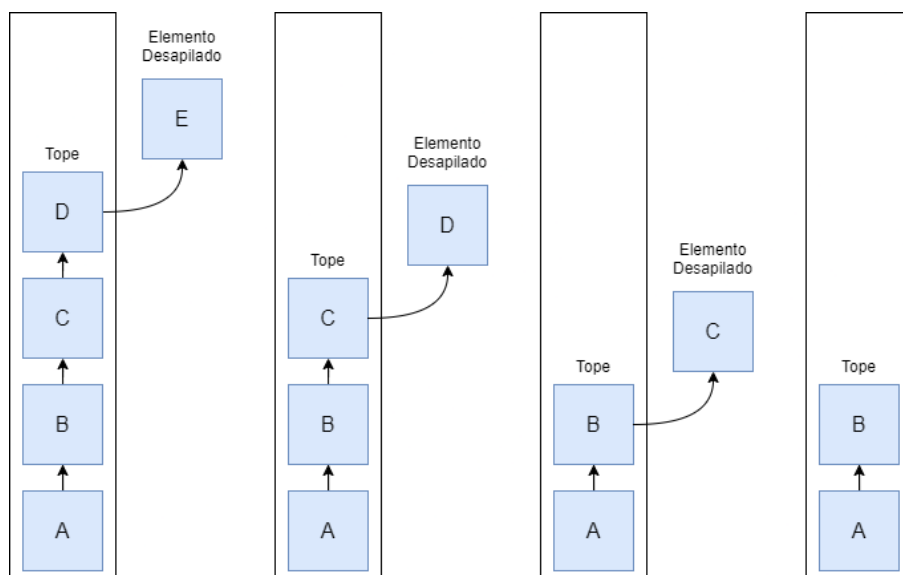 Elemento
Desapilado
E
Tope
D
C
B
A
Elemento
Desapilado
D
Tope
C
B
A
Elemento
Desapilado
C
Tope
B
A
Tope
B
A